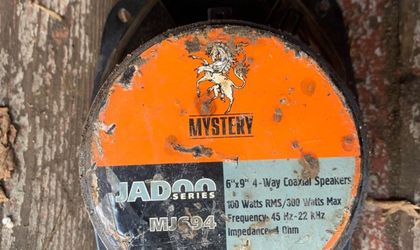 MYSTERY
JADOO
SERIES
MJ694
6"x9" 4-Way Coaxial Speakers
100 Watts RMS/300 Watts Max
Frequency: 45 Hz-22 kHz
Impedance: 4 Ohm